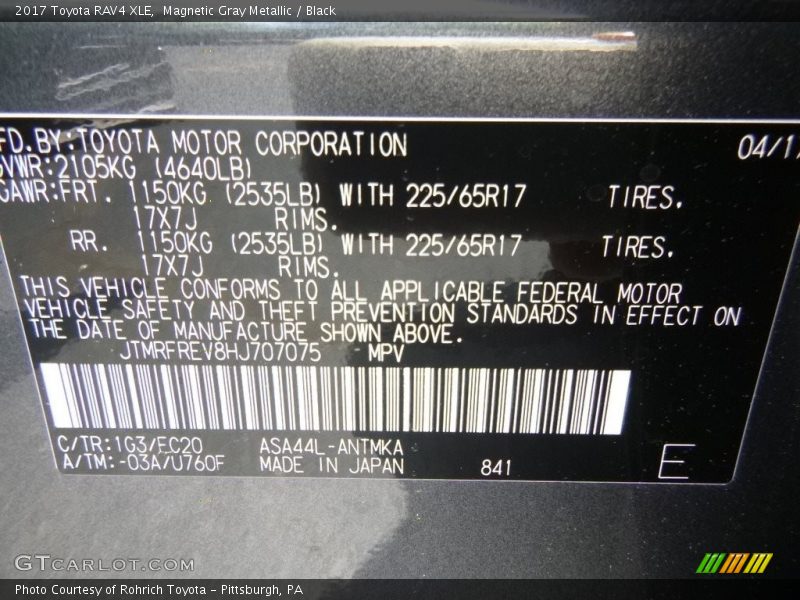 2017 Toyota RAV4 XLE, Magnetic Gray Metallic / Black
FD.BY:TOYOTA MOTOR CORPORATION 04/17
GVWR:2105KG (4640LB)
GAWR:FRT. 1150KG (2535LB) WITH 225/65R17 TIRES.
17X7J RIMS.
RR. 1150KG (2535LB) WITH 225/65R17 TIRES.
17X7J RIMS.
THIS VEHICLE CONFORMS TO ALL APPLICABLE FEDERAL MOTOR
VEHICLE SAFETY AND THEFT PREVENTION STANDARDS IN EFFECT ON
THE DATE OF MANUFACTURE SHOWN ABOVE.
JTMRFREV8HJ707075 MPV
C/TR:1G3/FC20 ASA44L-ANTMKA
A/TM:-03A/U760F MADE IN JAPAN 841 E
GTCARLOT.COM
Photo Courtesy of Rohrich Toyota - Pittsburgh, PA